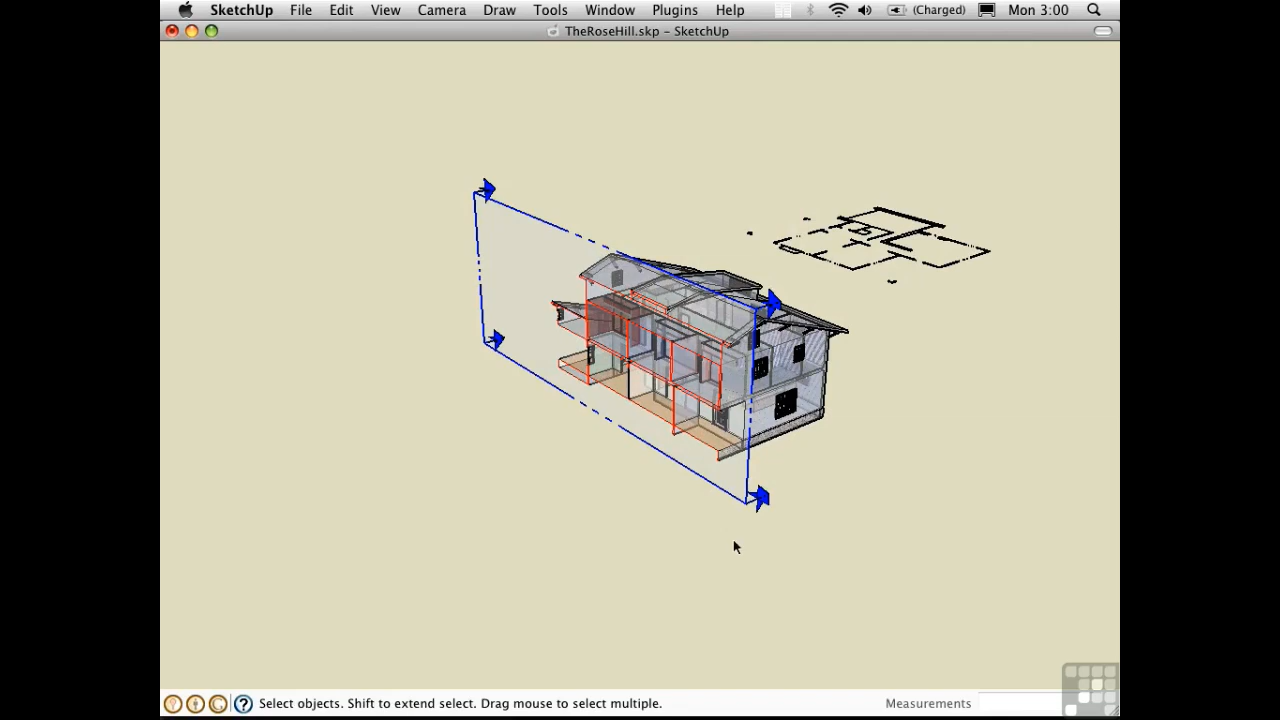 SketchUp File Edit View Camera Draw Tools Window Plugins Help (Charged) Mon 3:00
TheRoseHill.skp – SketchUp
Select objects. Shift to extend select. Drag mouse to select multiple. Measurements